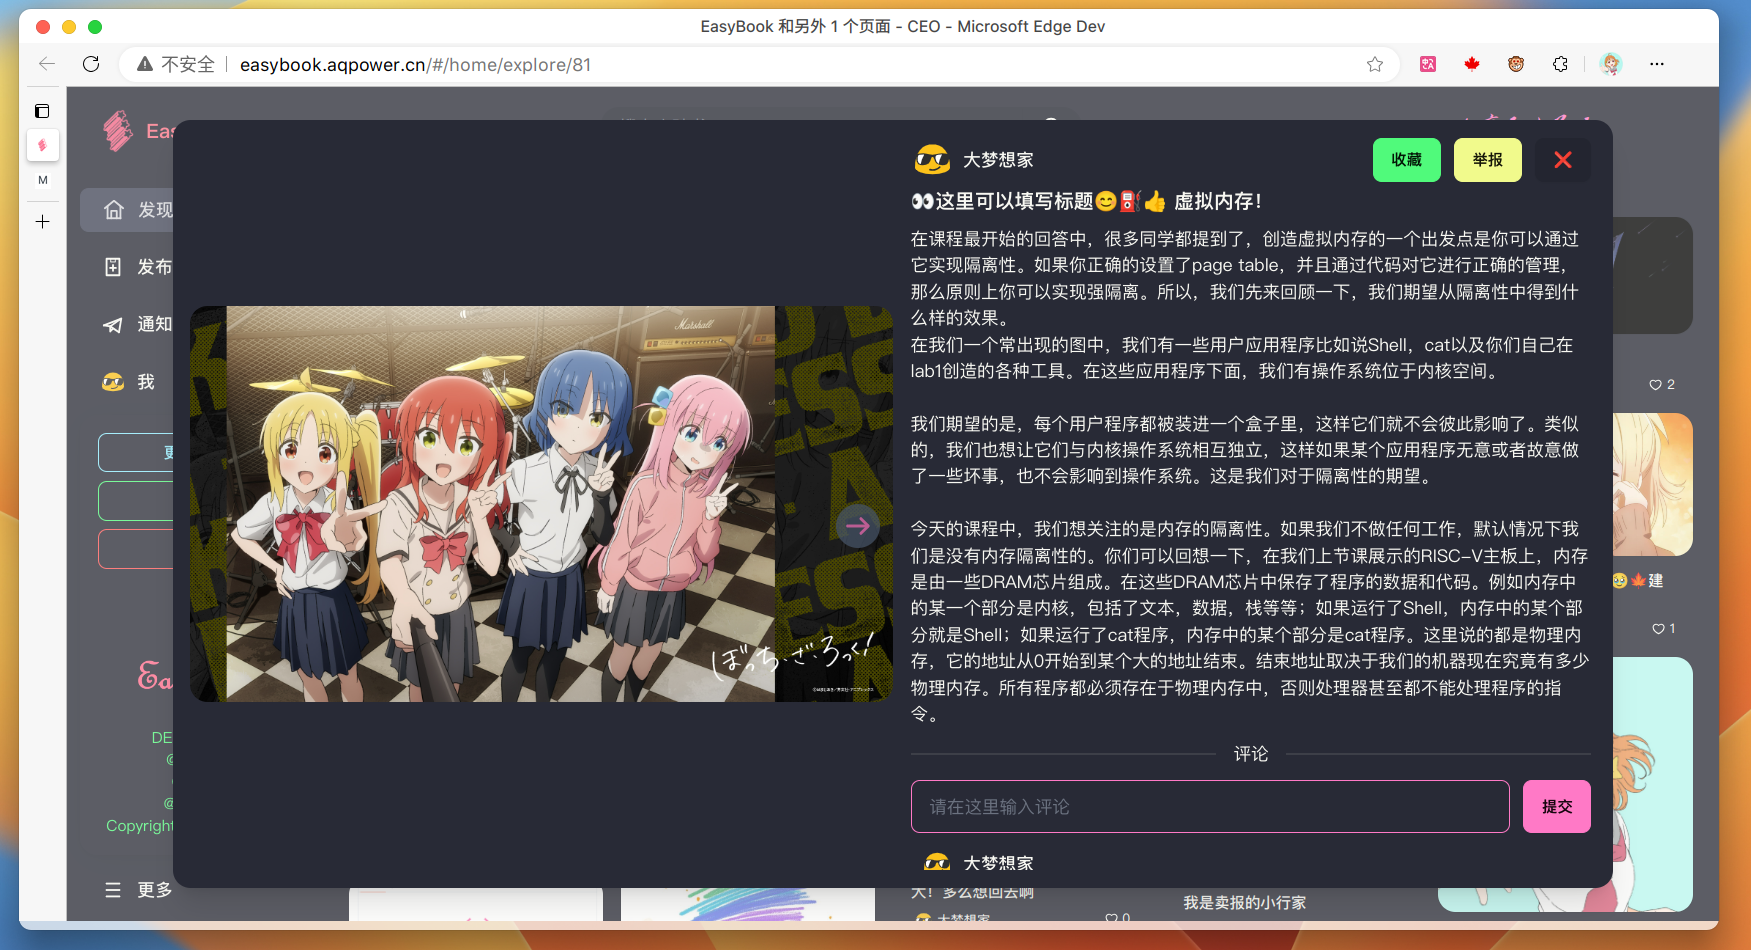 EasyBook 和另外 1 个页面 - CEO - Microsoft Edge Dev
不安全
easybook.aqpower.cn/#/home/explore/81
M
Eas
发现
发布
通知
我
更
Ea
DE
@
@
Copyright
更多
Marshall
ぼっち・ざ・ろっく!
大梦想家
收藏
举报
👀这里可以填写标题😊⛽👍 虚拟内存!
在课程最开始的回答中，很多同学都提到了，创造虚拟内存的一个出发点是你可以通过
它实现隔离性。如果你正确的设置了page table，并且通过代码对它进行正确的管理，
那么原则上你可以实现强隔离。所以，我们先来回顾一下，我们期望从隔离性中得到什
么样的效果。
在我们一个常出现的图中，我们有一些用户应用程序比如说Shell，cat以及你们自己在
lab1创造的各种工具。在这些应用程序下面，我们有操作系统位于内核空间。
我们期望的是，每个用户程序都被装进一个盒子里，这样它们就不会彼此影响了。类似
的，我们也想让它们与内核操作系统相互独立，这样如果某个应用程序无意或者故意做
了一些坏事，也不会影响到操作系统。这是我们对于隔离性的期望。
今天的课程中，我们想关注的是内存的隔离性。如果我们不做任何工作，默认情况下我
们是没有内存隔离性的。你们可以回想一下，在我们上节课展示的RISC-V主板上，内存
是由一些DRAM芯片组成。在这些DRAM芯片中保存了程序的数据和代码。例如内存中
的某一个部分是内核，包括了文本，数据，栈等等；如果运行了Shell，内存中的某个部
分就是Shell；如果运行了cat程序，内存中的某个部分是cat程序。这里说的都是物理内
存，它的地址从0开始到某个大的地址结束。结束地址取决于我们的机器现在究竟有多少
物理内存。所有程序都必须存在于物理内存中，否则处理器甚至都不能处理程序的指
令。
评论
请在这里输入评论
提交
大梦想家
2
🥹🍁建
1
大！多么想回去啊
大梦想家
0
我是卖报的小行家